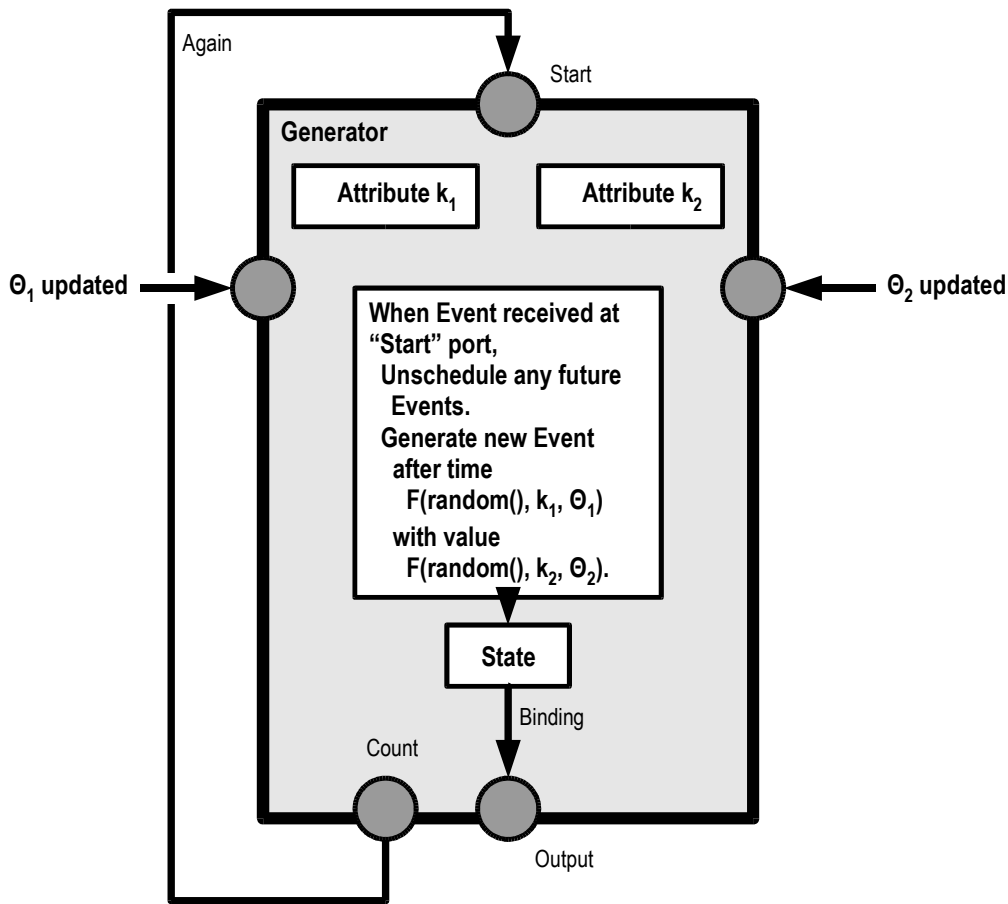 Again
Start
Generator
Attribute k₁
Attribute k₂
Θ₁ updated
Θ₂ updated
When Event received at
“Start” port,
Unschedule any future
Events.
Generate new Event
after time
F(random(), k₁, Θ₁)
with value
F(random(), k₂, Θ₂).
State
Binding
Count
Output